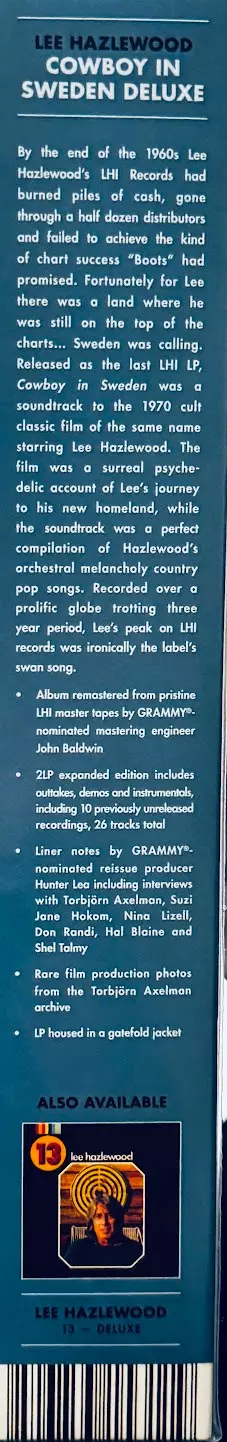 LEE HAZLEWOOD
COWBOY IN
SWEDEN DELUXE
By the end of the 1960s Lee
Hazlewood's LHI Records had
burned piles of cash, gone
through a half dozen distributors
and failed to achieve the kind
of chart success "Boots" had
promised. Fortunately for Lee
there was a land where he
was still on the top of the
charts... Sweden was calling.
Released as the last LHI LP,
Cowboy in Sweden was a
soundtrack to the 1970 cult
classic film of the same name
starring Lee Hazlewood. The
film was a surreal psyche-
delic account of Lee's journey
to his new homeland, while
the soundtrack was a perfect
compilation of Hazlewood's
orchestral melancholy country
pop songs. Recorded over a
prolific globe trotting three
year period, Lee's peak on LHI
records was ironically the label's
swan song.
• Album remastered from pristine
LHI master tapes by GRAMMY®-
nominated mastering engineer
John Baldwin
• 2LP expanded edition includes
outtakes, demos and instrumentals,
including 10 previously unreleased
recordings, 26 tracks total
• Liner notes by GRAMMY®-
nominated reissue producer
Hunter Lea including interviews
with Torbjörn Axelman, Suzi
Jane Hokom, Nina Lizell,
Don Randi, Hal Blaine and
Shel Talmy
• Rare film production photos
from the Torbjörn Axelman
archive
• LP housed in a gatefold jacket
ALSO AVAILABLE
13
lee hazlewood
LEE HAZLEWOOD
13 — DELUXE